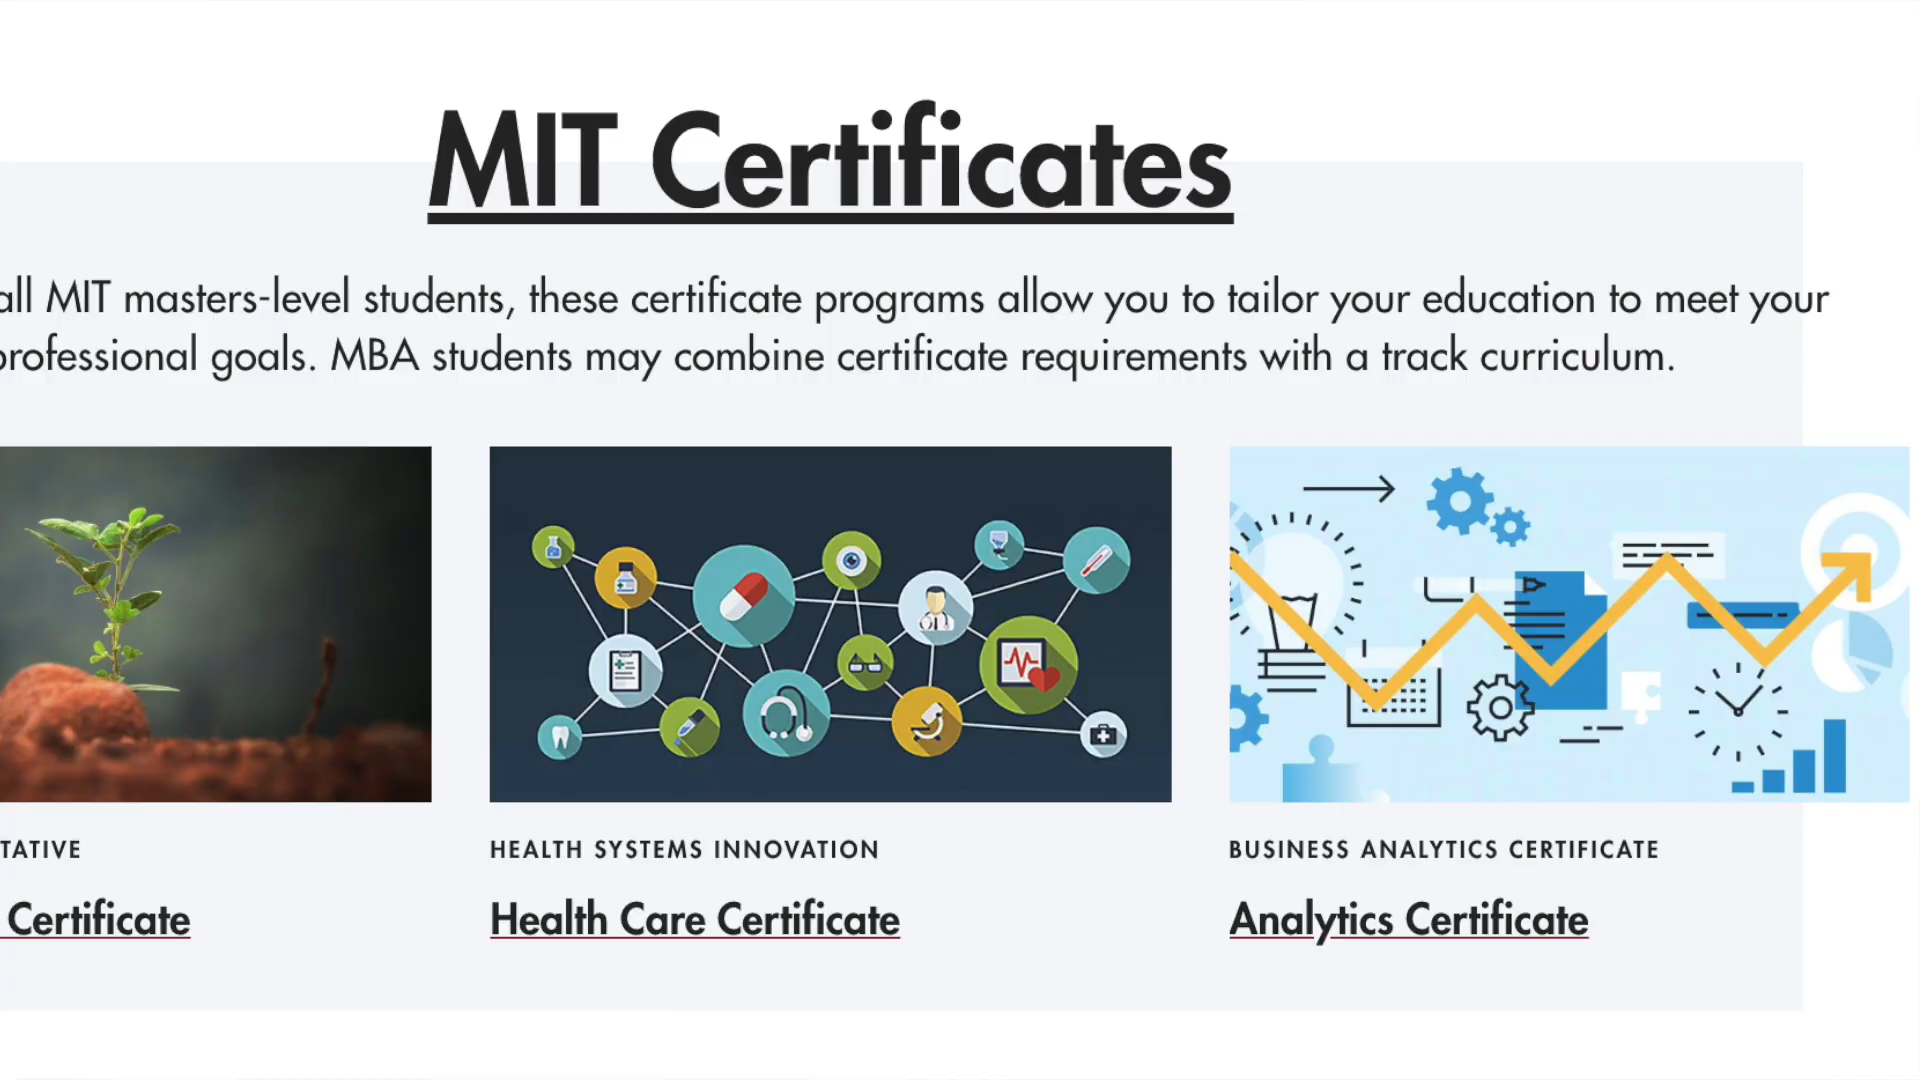 MIT Certificates
all MIT masters-level students, these certificate programs allow you to tailor your education to meet your
professional goals. MBA students may combine certificate requirements with a track curriculum.
TATIVE
HEALTH SYSTEMS INNOVATION
BUSINESS ANALYTICS CERTIFICATE
Certificate
Health Care Certificate
Analytics Certificate